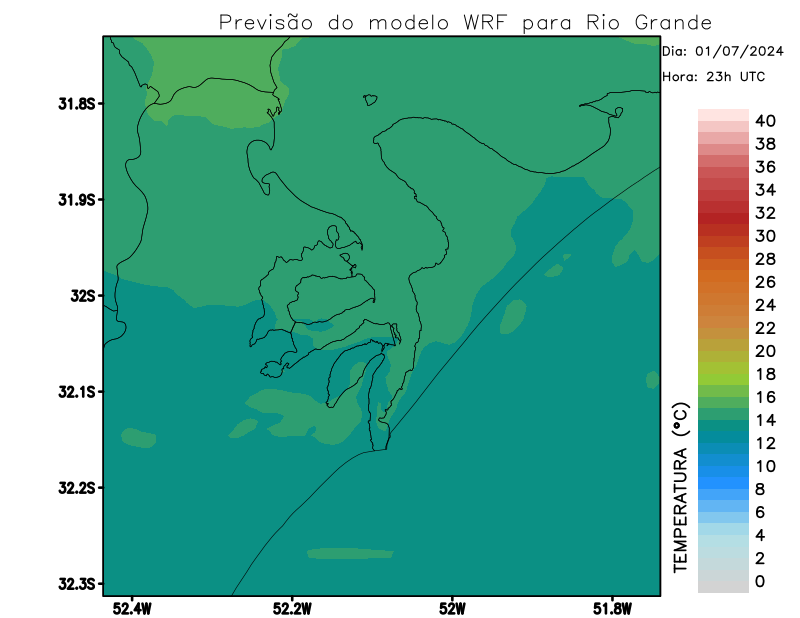 Previsão do modelo WRF para Rio Grande
Dia: 01/07/2024
Hora: 23h UTC
31.8S
31.9S
32S
32.1S
32.2S
32.3S
52.4W
52.2W
52W
51.8W
TEMPERATURA (°C)
40
38
36
34
32
30
28
26
24
22
20
18
16
14
12
10
8
6
4
2
0